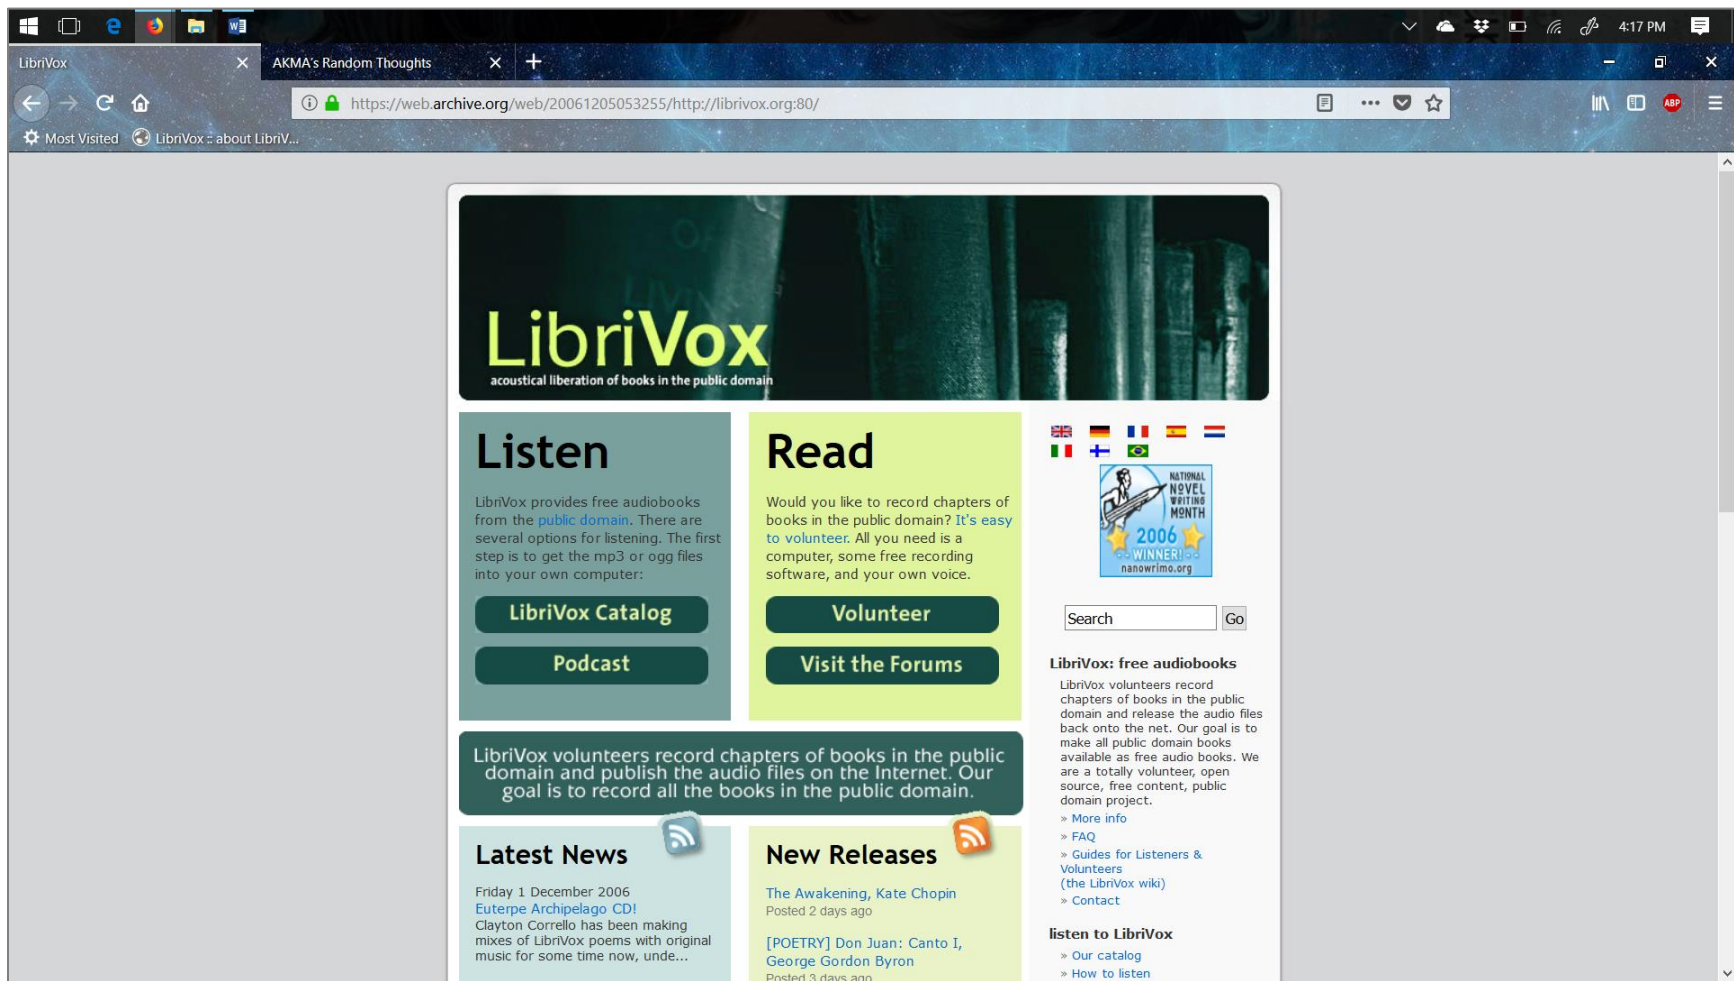 4:17 PM
LibriVox
AKMA's Random Thoughts
https://web.archive.org/web/20061205053255/http://librivox.org:80/
ABP
Most Visited
LibriVox :: about LibriV...
OF
LIVIN
LibriVox
acoustical liberation of books in the public domain
Listen
LibriVox provides free audiobooks
from the public domain. There are
several options for listening. The first
step is to get the mp3 or ogg files
into your own computer:
LibriVox Catalog
Podcast
Read
Would you like to record chapters of
books in the public domain? It's easy
to volunteer. All you need is a
computer, some free recording
software, and your own voice.
Volunteer
Visit the Forums
NATIONAL
NOVEL
WRITING
MONTH
2006
WINNER!
nanowrimo.org
Search
Go
LibriVox: free audiobooks
LibriVox volunteers record
chapters of books in the public
domain and release the audio files
back onto the net. Our goal is to
make all public domain books
available as free audio books. We
are a totally volunteer, open
source, free content, public
domain project.
» More info
» FAQ
» Guides for Listeners &
Volunteers
(the LibriVox wiki)
» Contact
listen to LibriVox
» Our catalog
» How to listen
LibriVox volunteers record chapters of books in the public
domain and publish the audio files on the Internet. Our
goal is to record all the books in the public domain.
Latest News
Friday 1 December 2006
Euterpe Archipelago CD!
Clayton Corrello has been making
mixes of LibriVox poems with original
music for some time now, unde...
New Releases
The Awakening, Kate Chopin
Posted 2 days ago
[POETRY] Don Juan: Canto I,
George Gordon Byron
Posted 3 days ago